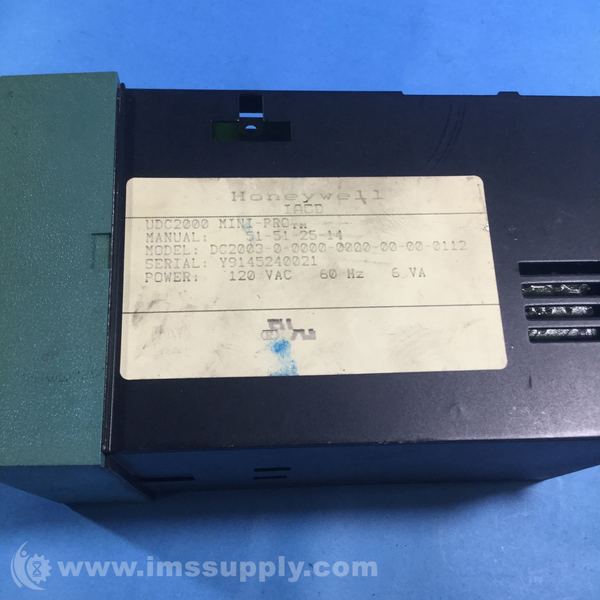 Honeywell
IACD
UDC2000 MINI-PRO™
MANUAL: 51-51-25-14
MODEL: DC2003-0-0000-0000-00-00-0112
SERIAL: Y9145240021
POWER: 120 VAC 60 Hz 6 VA
www.imssupply.com